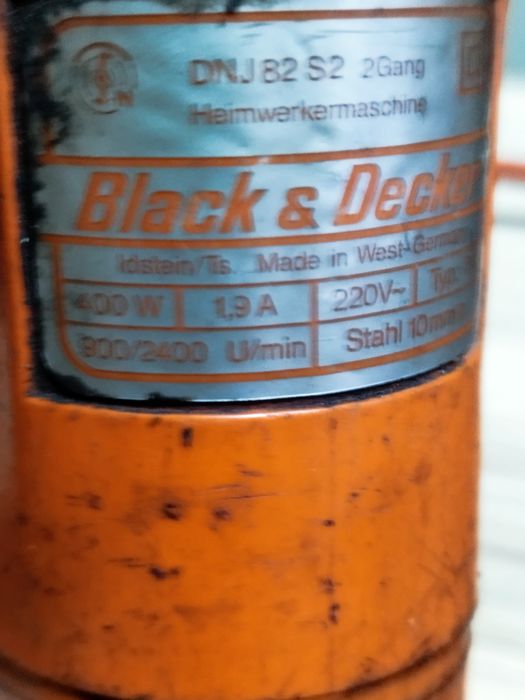 DNJ 82 S2 2Gang
Heimwerkermaschine
Black & Decker
Idstein/Ts. Made in West-Germany
400 W 1,9 A 220V~ Typ
900/2400 U/min Stahl 10mm